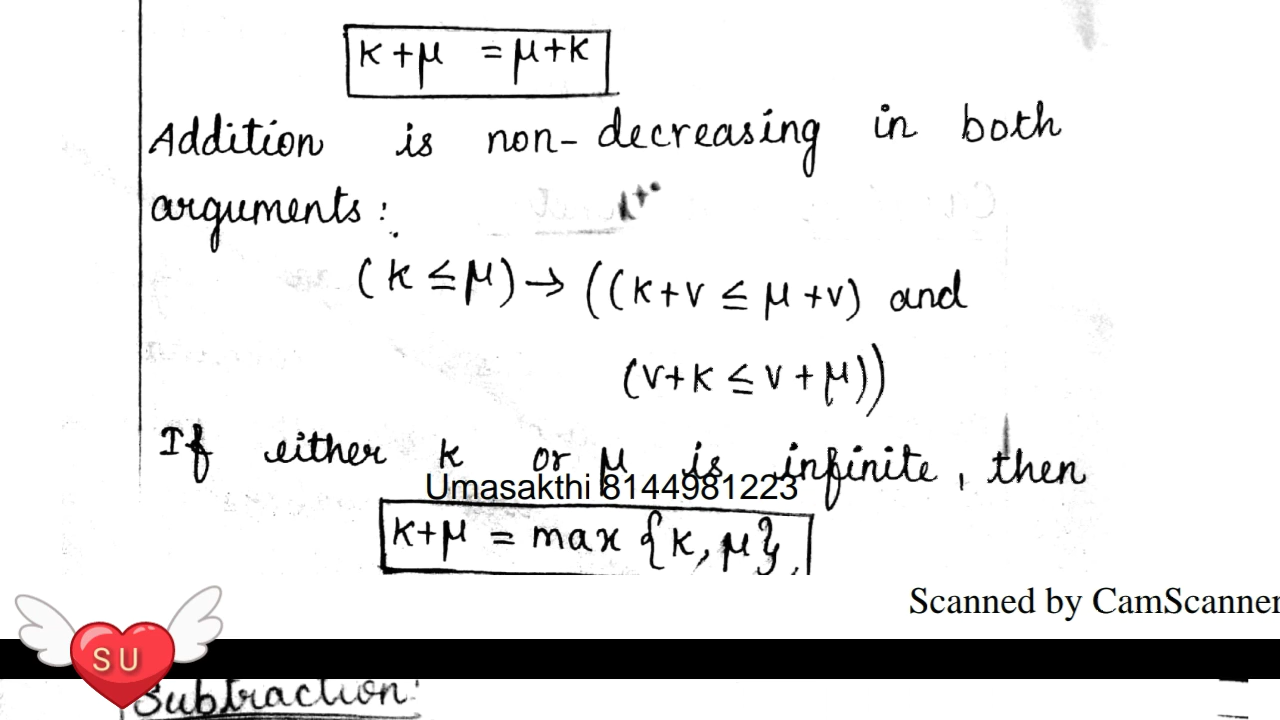 K+μ = μ+K
Addition is non-decreasing in both
arguments:
(k ≤ μ) → ((K+v ≤ μ+v) and
(v+K ≤ v+μ))
If either k or μ is infinite, then
Umasakthi 8144981223
K+μ = max {K, μ}.
Scanned by CamScanner
SU
Subtraction: